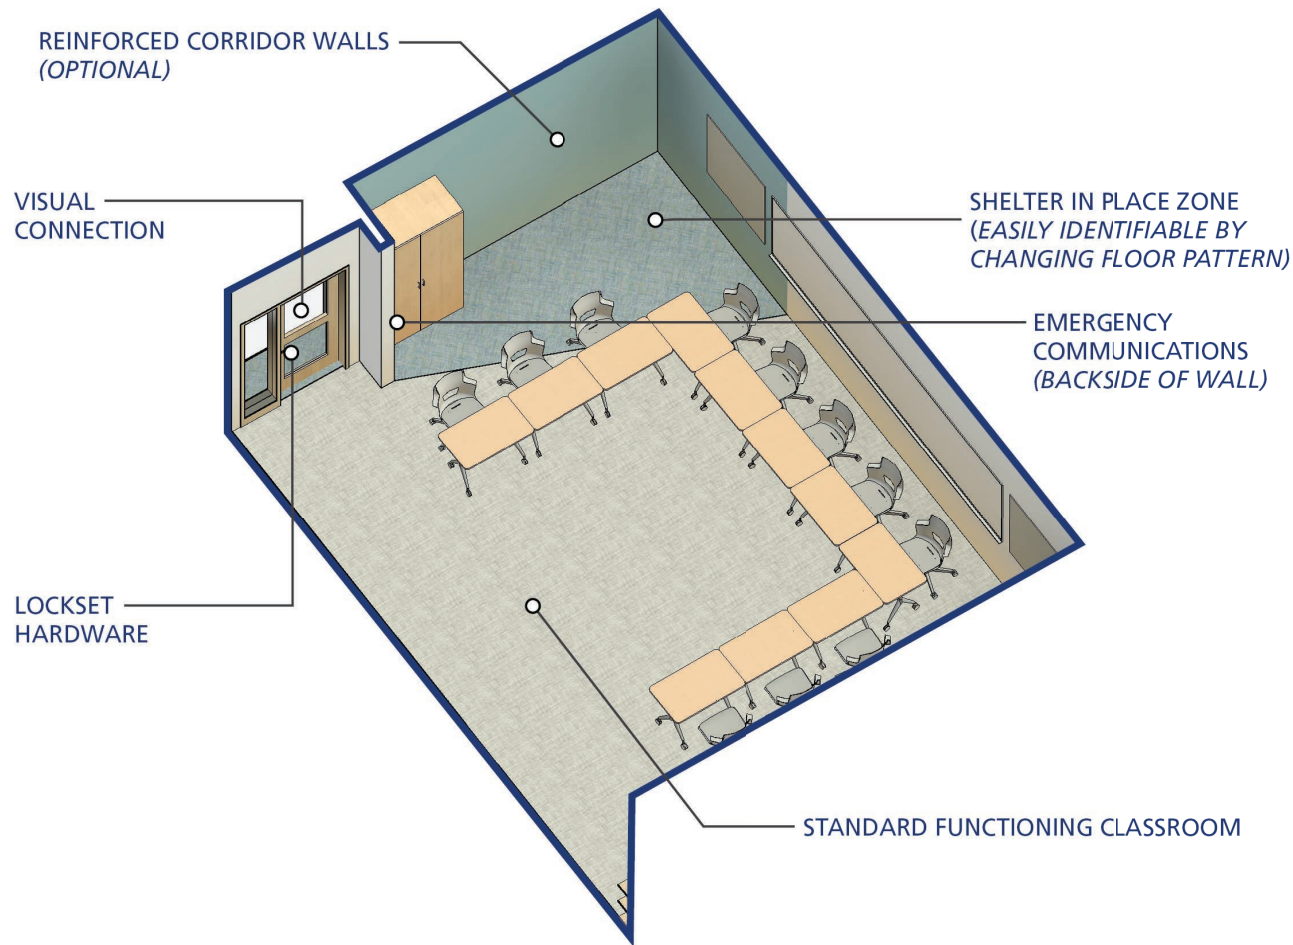 REINFORCED CORRIDOR WALLS
(OPTIONAL)
VISUAL
CONNECTION
SHELTER IN PLACE ZONE
(EASILY IDENTIFIABLE BY
CHANGING FLOOR PATTERN)
EMERGENCY
COMMUNICATIONS
(BACKSIDE OF WALL)
LOCKSET
HARDWARE
STANDARD FUNCTIONING CLASSROOM